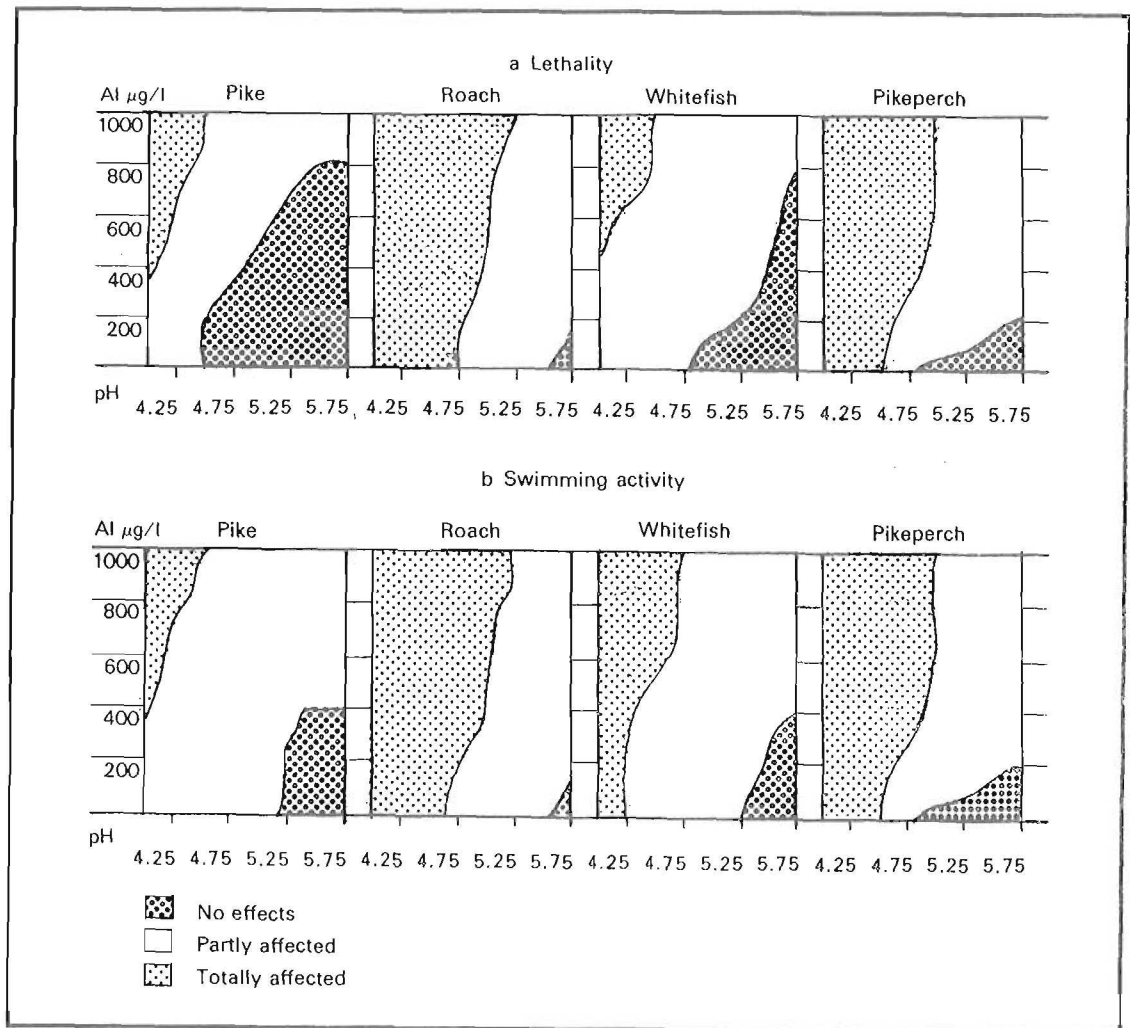 a Lethality
Al µg/l Pike Roach Whitefish Pikeperch
1000
800
600
400
200
pH
4.25 4.75 5.25 5.75, 4.25 4.75 5.25 5.75 4.25 4.75 5.25 5.75 4.25 4.75 5.25 5.75
b Swimming activity
Al µg/l Pike Roach Whitefish Pikeperch
1000
800
600
400
200
pH
4.25 4.75 5.25 5.75 4.25 4.75 5.25 5.75 4.25 4.75 5.25 5.75 4.25 4.75 5.25 5.75
No effects
Partly affected
Totally affected